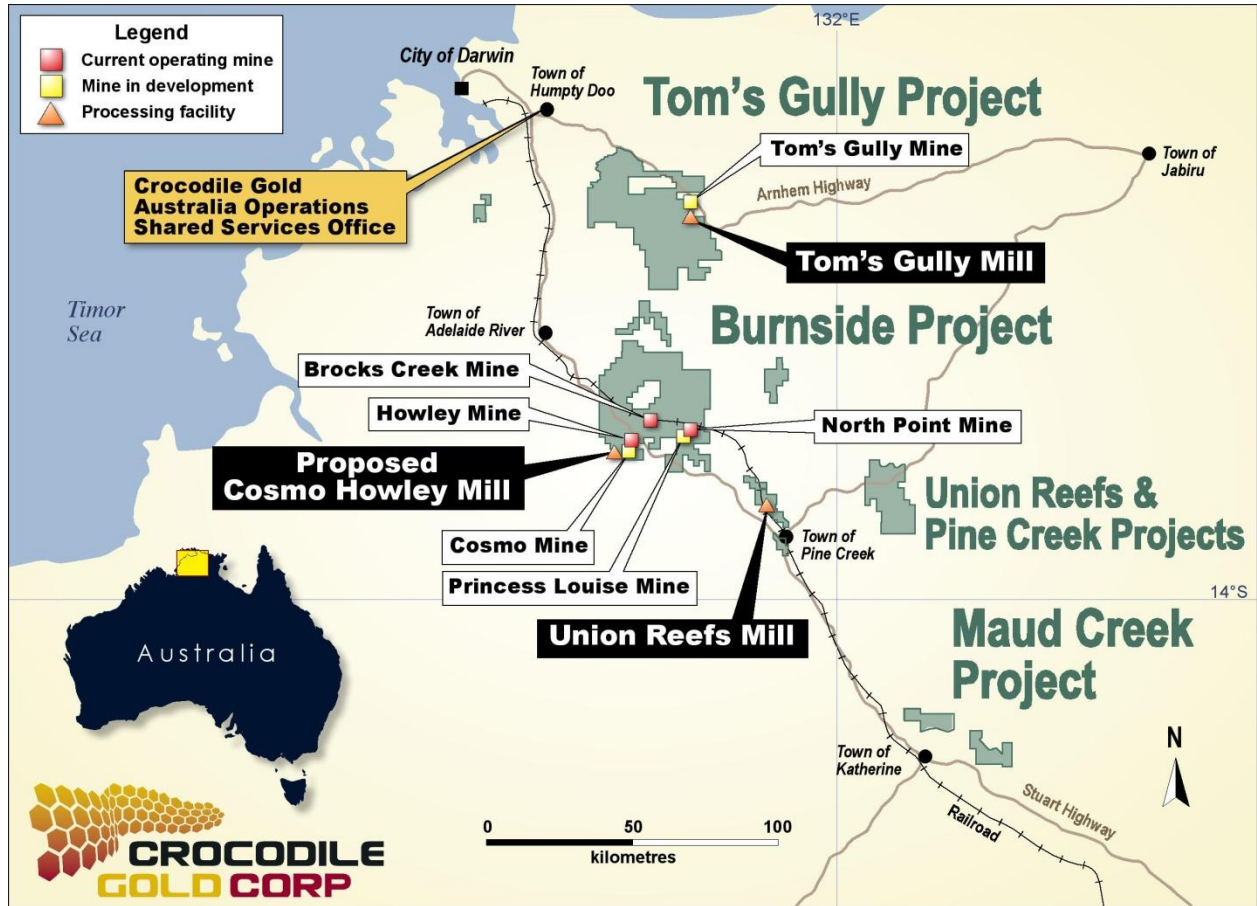 Legend
Current operating mine
Mine in development
Processing facility
132°E
City of Darwin
Town of
Humpty Doo
Tom's Gully Project
Tom's Gully Mine
Town of
Jabiru
Arnhem Highway
Crocodile Gold
Australia Operations
Shared Services Office
Tom's Gully Mill
Timor
Sea
Town of
Adelaide River
Burnside Project
Brocks Creek Mine
Howley Mine
North Point Mine
Proposed
Cosmo Howley Mill
Union Reefs &
Pine Creek Projects
Cosmo Mine
Town of
Pine Creek
Princess Louise Mine
14°S
Union Reefs Mill
Maud Creek
Project
Australia
N
Town of
Katherine
Stuart Highway
Railroad
0 50 100
kilometres
CROCODILE
GOLD CORP